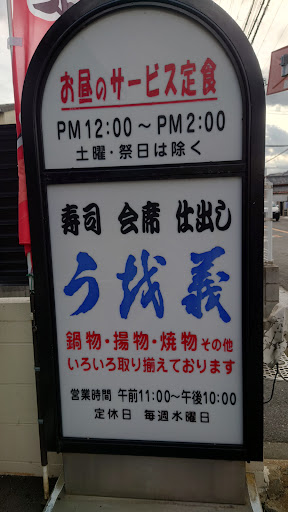 お昼のサービス定食
PM12:00～PM2:00
土曜・祭日は除く
寿司 会席 仕出し
うを義
鍋物・揚物・焼物その他
いろいろ取り揃えております
営業時間 午前11:00～午後10:00
定休日 毎週水曜日